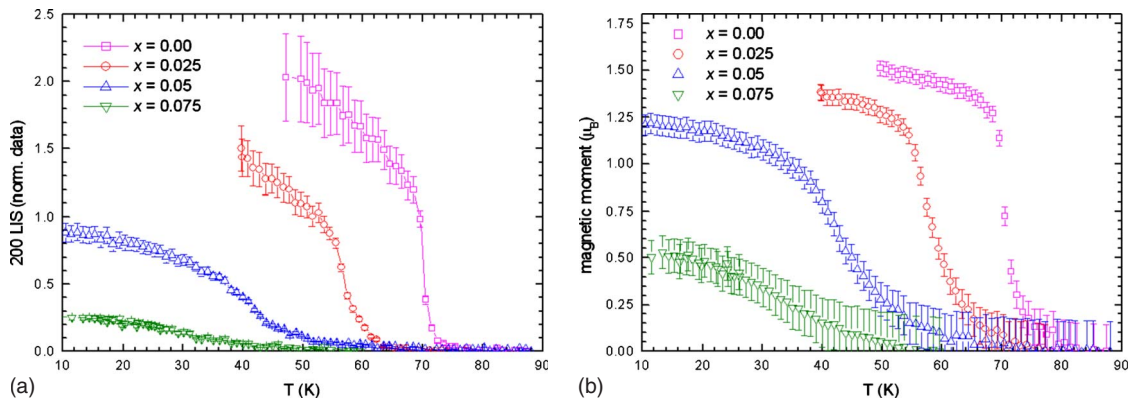 2.5
2.0
1.5
1.0
0.5
0.0
200 LIS (norm. data)
x = 0.00
x = 0.025
x = 0.05
x = 0.075
10 20 30 40 50 60 70 80 90
T (K)
(a)
1.75
1.50
1.25
1.00
0.75
0.50
0.25
0.00
magnetic moment (μB)
x = 0.00
x = 0.025
x = 0.05
x = 0.075
10 20 30 40 50 60 70 80 90
T (K)
(b)